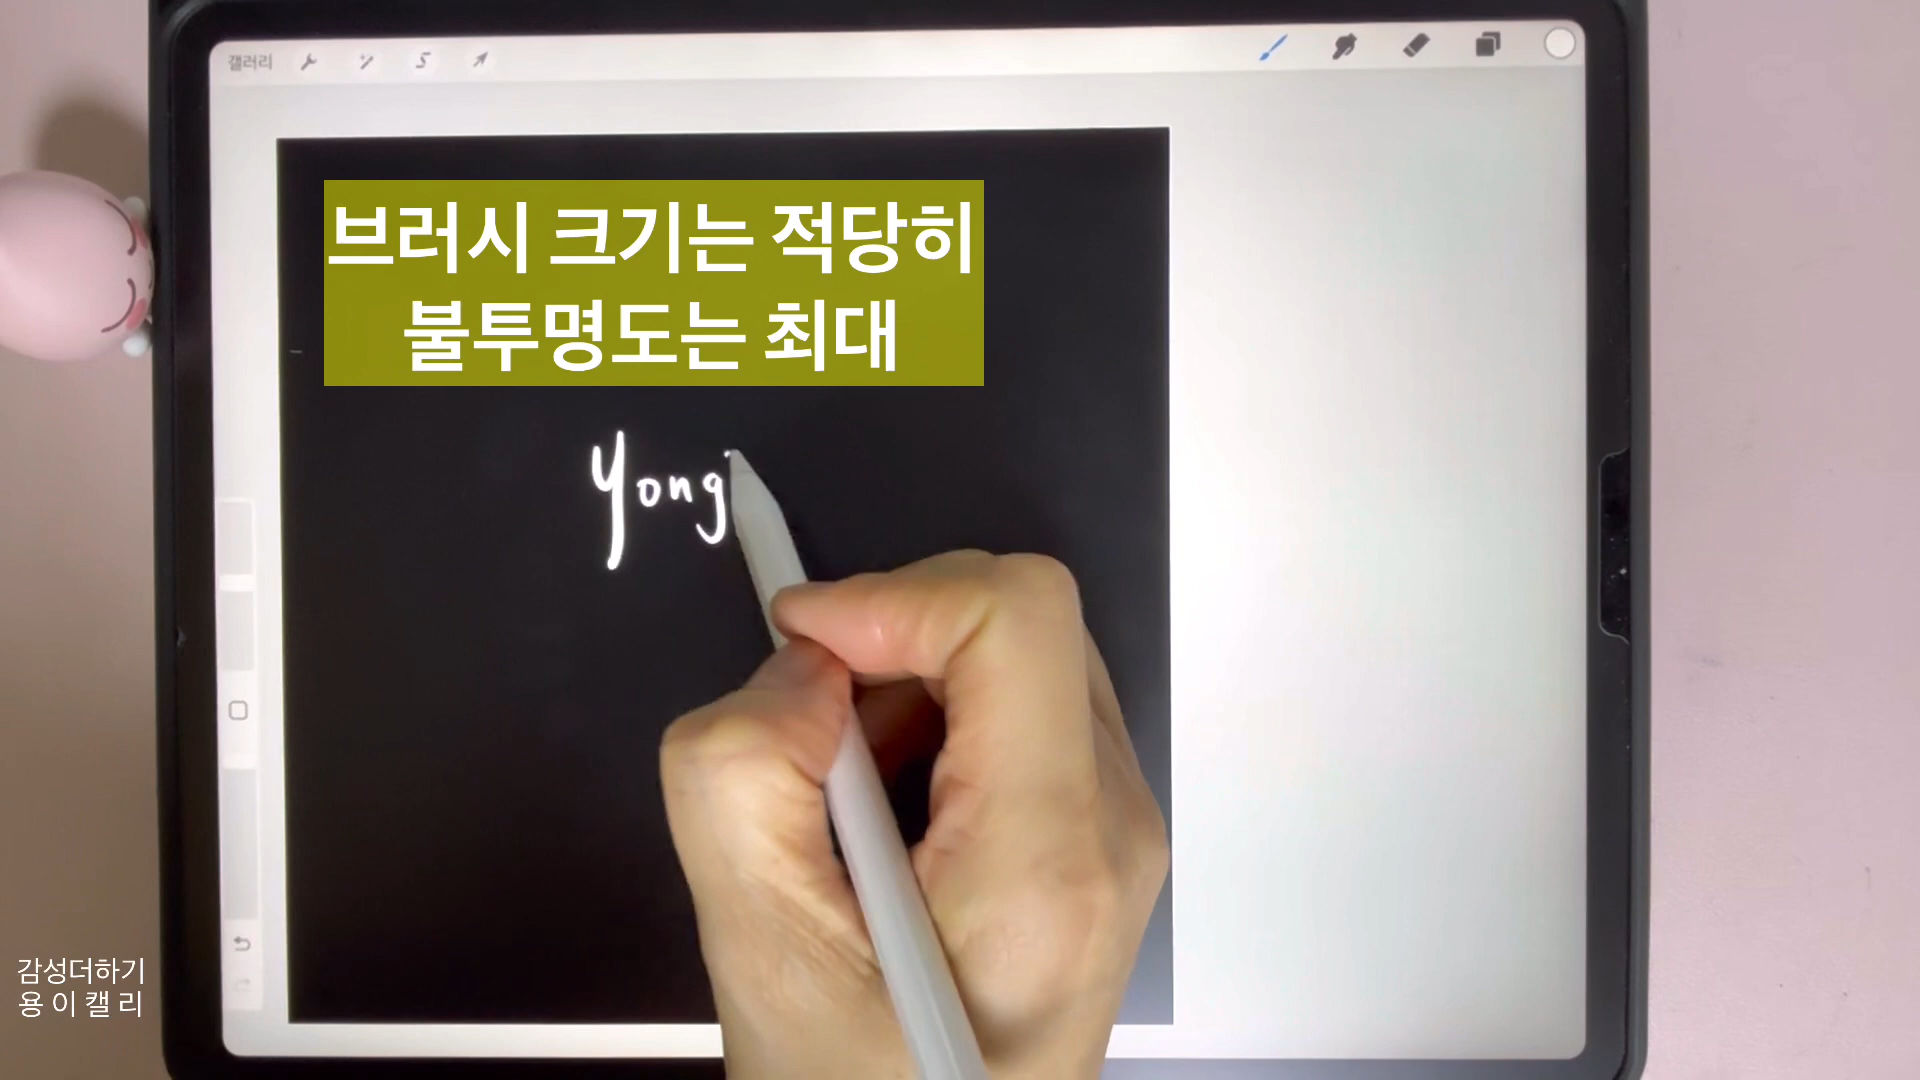 갤러리
브러시 크기는 적당히
불투명도는 최대
Yong
감성더하기
용이캘리